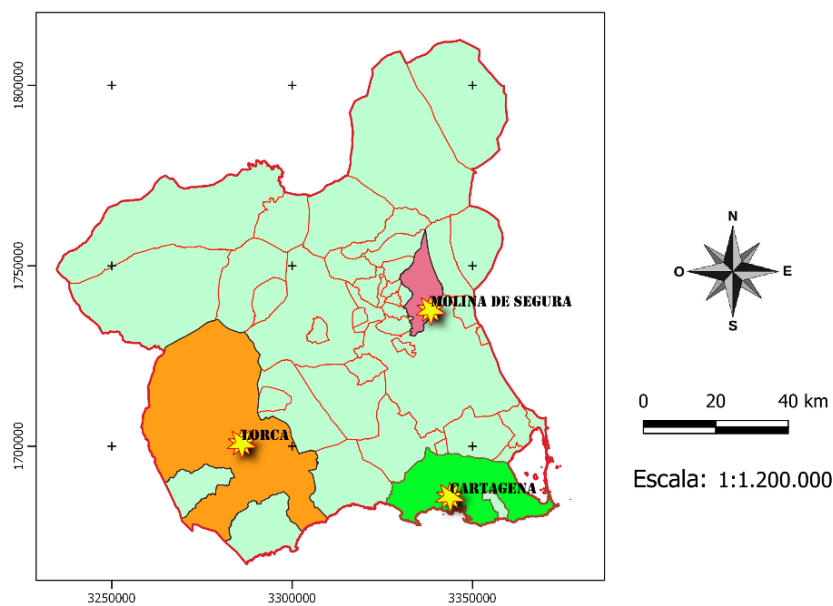 1800000
1750000
1700000
3250000
3300000
3350000
MOLINA DE SEGURA
LORCA
CARTAGENA
N
O
E
S
0 20 40 km
Escala: 1:1.200.000